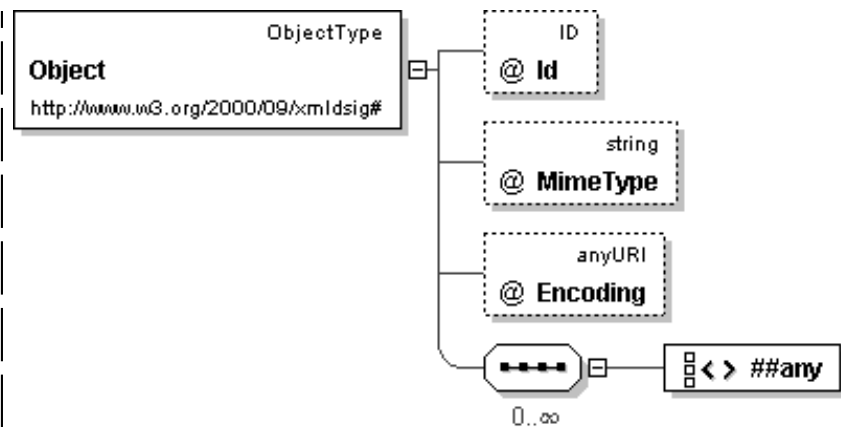 ObjectType
Object
http://www.w3.org/2000/09/xmldsig#
ID
@ Id
string
@ MimeType
anyURI
@ Encoding
##any
0..∞